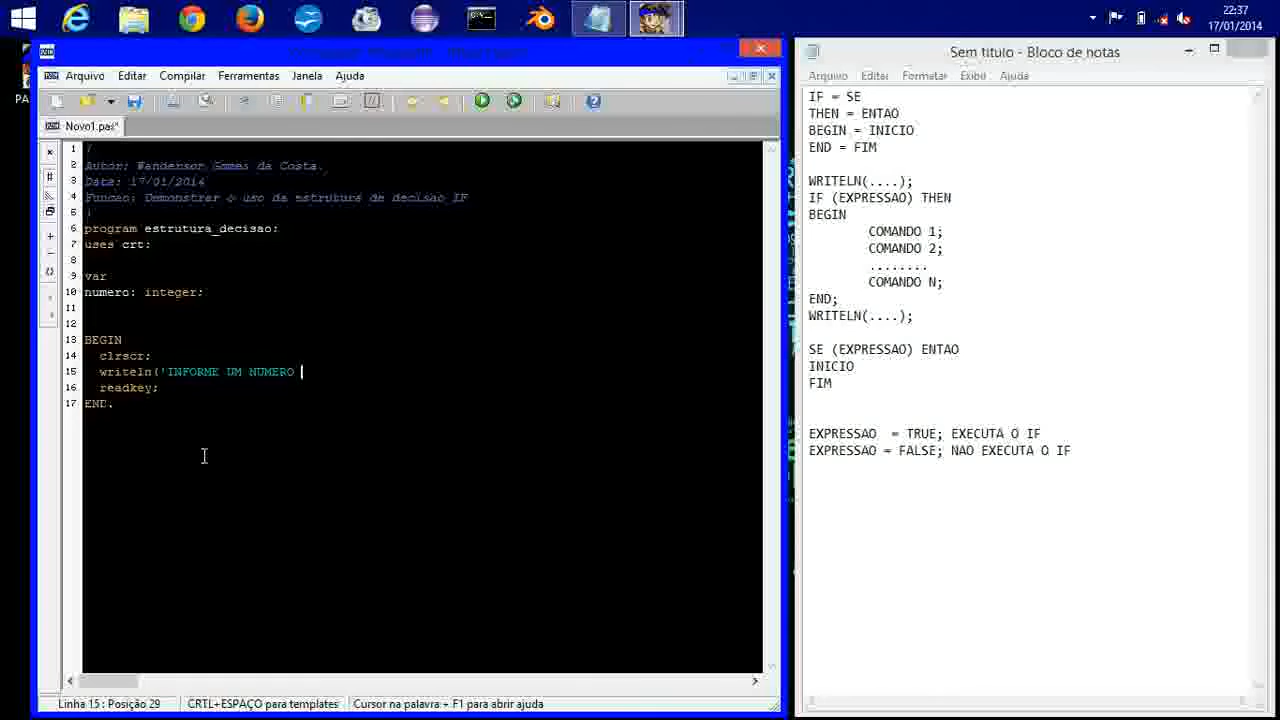 22:37
17/01/2014
PA
Arquivo Editar Compilar Ferramentas Janela Ajuda
Novo1.pas*
1 {
2 Autor: Wanderson Gomes da Costa.
3 Data: 17/01/2014
4 Funcao: Demonstrar o uso da estrutura de decisao IF
5 }
6 program estrutura_decisao;
7 uses crt;
8
9 var
10 numero: integer;
11
12
13 BEGIN
14 clrscr;
15 writeln('INFORME UM NUMERO
16 readkey;
17 END.
Linha 15 : Posição 29 CRTL+ESPAÇO para templates Cursor na palavra + F1 para abrir ajuda
Sem título - Bloco de notas
Arquivo Editar Formatar Exibir Ajuda
IF = SE
THEN = ENTAO
BEGIN = INICIO
END = FIM
WRITELN(....);
IF (EXPRESSAO) THEN
BEGIN
COMANDO 1;
COMANDO 2;
........
COMANDO N;
END;
WRITELN(....);
SE (EXPRESSAO) ENTAO
INICIO
FIM
EXPRESSAO = TRUE; EXECUTA O IF
EXPRESSAO = FALSE; NAO EXECUTA O IF